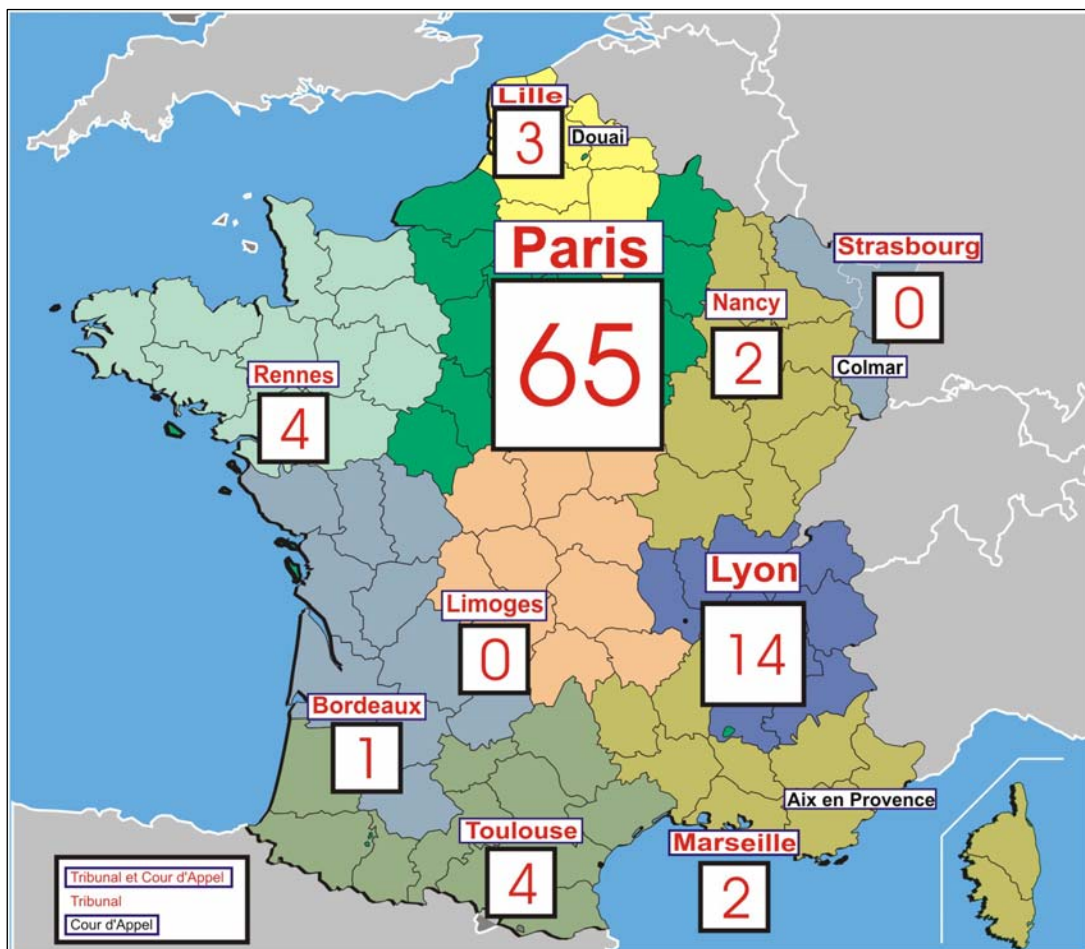 Lille
3
Douai
Paris
65
Strasbourg
0
Nancy
2
Colmar
Rennes
4
Lyon
14
Limoges
0
Bordeaux
1
Aix en Provence
Toulouse
4
Marseille
2
Tribunal et Cour d'Appel
Tribunal
Cour d'Appel